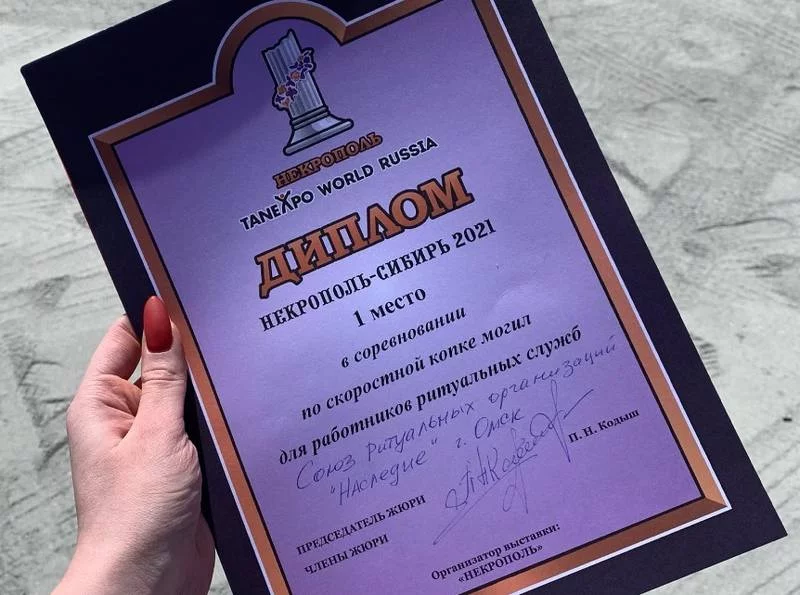 НЕКРОПОЛЬ
TANEXPO WORLD RUSSIA
ДИПЛОМ
НЕКРОПОЛЬ-СИБИРЬ 2021
1 место
в соревновании
по скоростной копке могил
для работников ритуальных служб
Союз ритуальных организаций
"Наследие" г. Омск
ПРЕДСЕДАТЕЛЬ ЖЮРИ
П. Н. Кодыш
ЧЛЕНЫ ЖЮРИ
Организатор выставки:
«НЕКРОПОЛЬ»